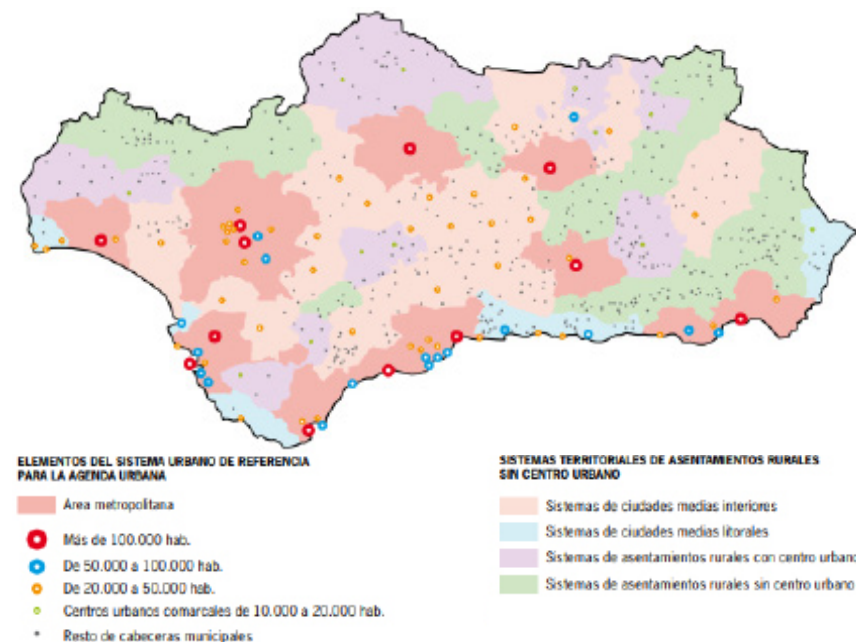 ELEMENTOS DEL SISTEMA URBANO DE REFERENCIA
PARA LA AGENDA URBANA
Area metropolitana
Más de 100.000 hab.
De 50.000 a 100.000 hab.
De 20.000 a 50.000 hab.
Centros urbanos comarcales de 10.000 a 20.000 hab.
Resto de cabeceras municipales
SISTEMAS TERRITORIALES DE ASENTAMIENTOS RURALES
SIN CENTRO URBANO
Sistemas de ciudades medias interiores
Sistemas de ciudades medias litorales
Sistemas de asentamientos rurales con centro urbano
Sistemas de asentamientos rurales sin centro urbano